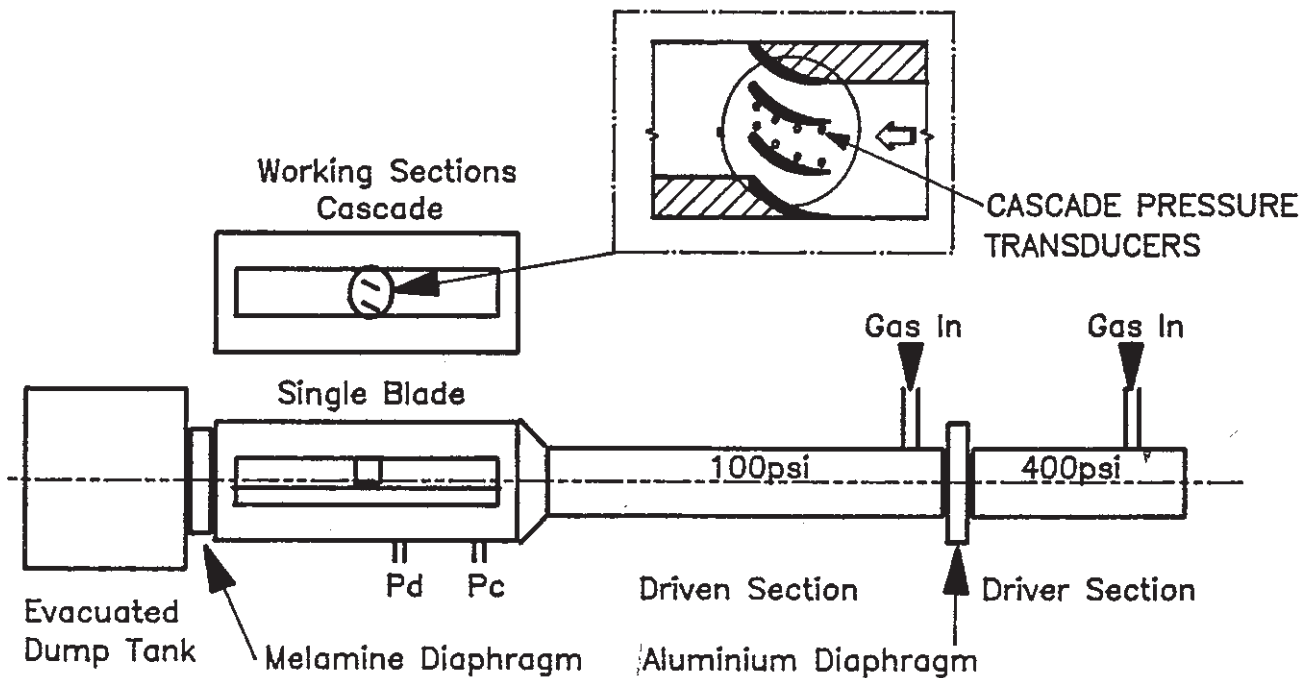 CASCADE PRESSURE
TRANSDUCERS
Working Sections
Cascade
Gas In
Gas In
Single Blade
100psi
400psi
Pd
Pc
Driven Section
Driver Section
Evacuated
Dump Tank
Melamine Diaphragm
Aluminium Diaphragm